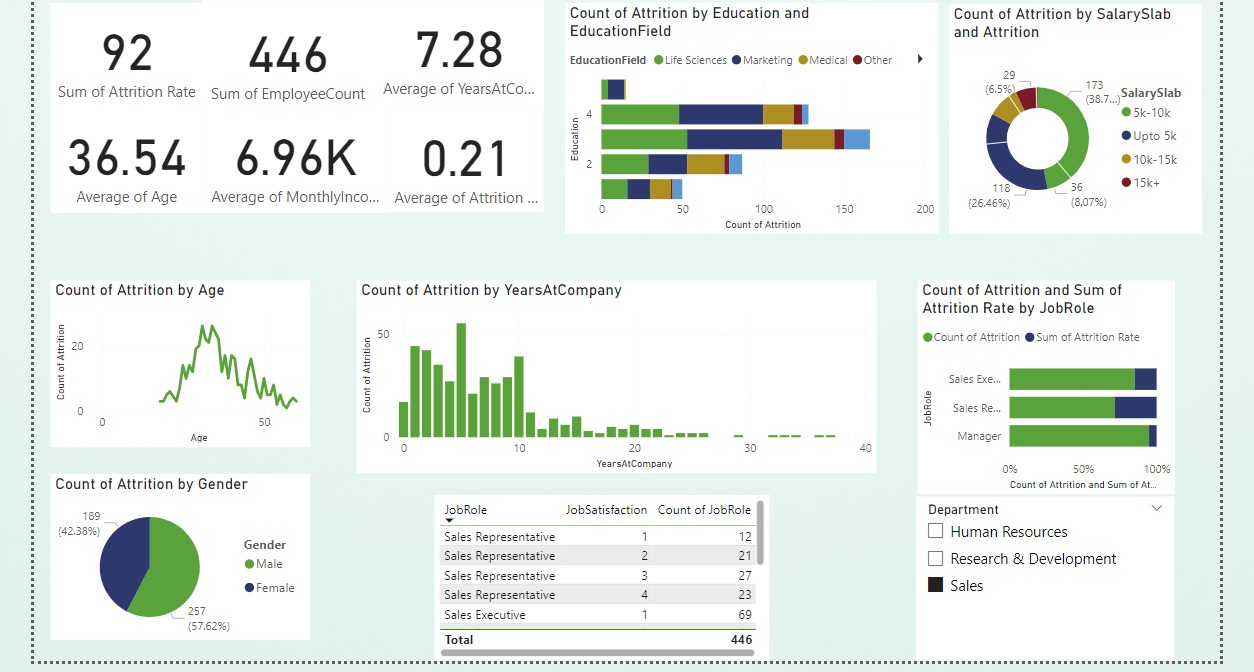 92
Sum of Attrition Rate
446
Sum of EmployeeCount
7.28
Average of YearsAtCo...
36.54
Average of Age
6.96K
Average of MonthlyInco...
0.21
Average of Attrition ...
Count of Attrition by Education and
EducationField
EducationField Life Sciences Marketing Medical Other
Education
4
2
0 50 100 150 200
Count of Attrition
Count of Attrition by SalarySlab
and Attrition
29
(6.5%)
173
(38.7...)
118
(26.46%)
36
(8.07%)
SalarySlab
5k-10k
Upto 5k
10k-15k
15k+
Count of Attrition by Age
Count of Attrition
20
0
0 50
Age
Count of Attrition by YearsAtCompany
Count of Attrition
50
0
0 10 20 30 40
YearsAtCompany
Count of Attrition and Sum of
Attrition Rate by JobRole
Count of Attrition Sum of Attrition Rate
JobRole
Sales Exe...
Sales Re...
Manager
0% 50% 100%
Count of Attrition and Sum of At...
Count of Attrition by Gender
189
(42.38%)
257
(57.62%)
Gender
Male
Female
JobRole JobSatisfaction Count of JobRole
Sales Representative 1 12
Sales Representative 2 21
Sales Representative 3 27
Sales Representative 4 23
Sales Executive 1 69
Total 446
Department
Human Resources
Research & Development
Sales